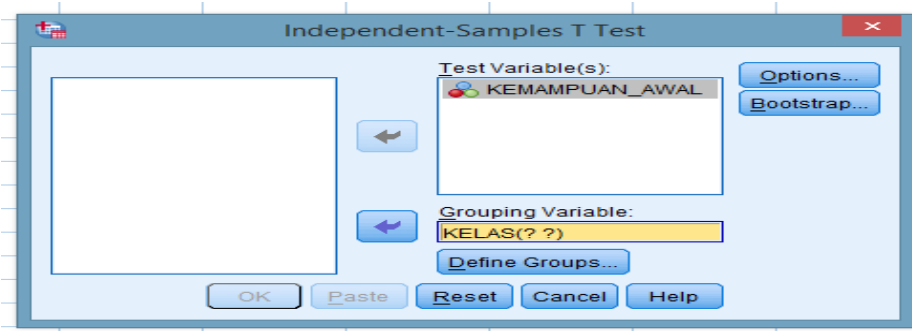 Independent-Samples T Test
Test Variable(s):
KEMAMPUAN_AWAL
Options...
Bootstrap...
Grouping Variable:
KELAS(? ?)
Define Groups...
OK Paste Reset Cancel Help